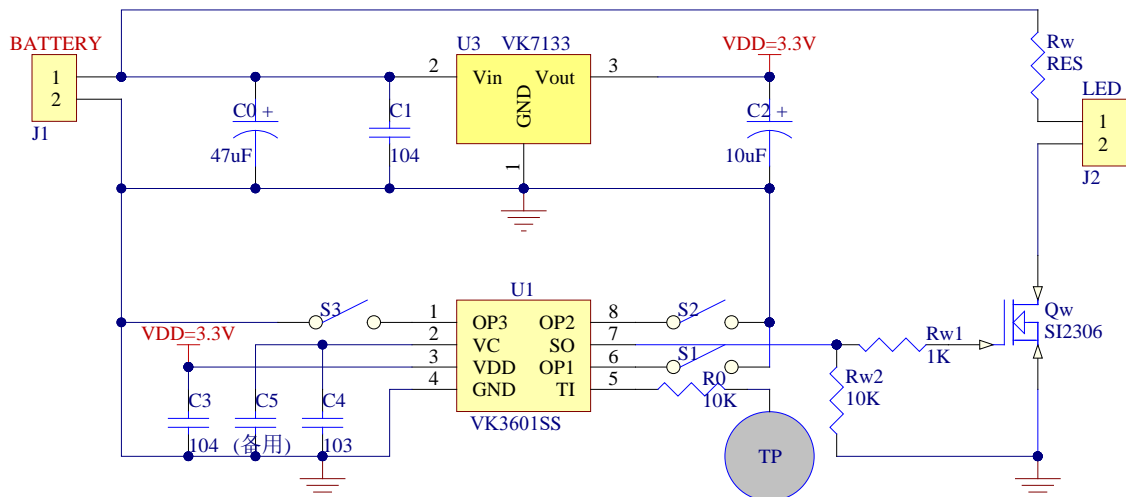 BATTERY
1
2
J1
C0 +
47uF
C1
104
U3
VK7133
2
Vin
Vout
3
GND
1
VDD=3.3V
C2 +
10uF
Rw
RES
LED
1
2
J2
S3
VDD=3.3V
U1
1
2
3
4
OP3
VC
VDD
GND
OP2
SO
OP1
TI
8
7
6
5
VK3601SS
S2
S1
R0
10K
TP
C3
104
C5
(备用)
C4
103
Rw1
1K
Rw2
10K
Qw
SI2306